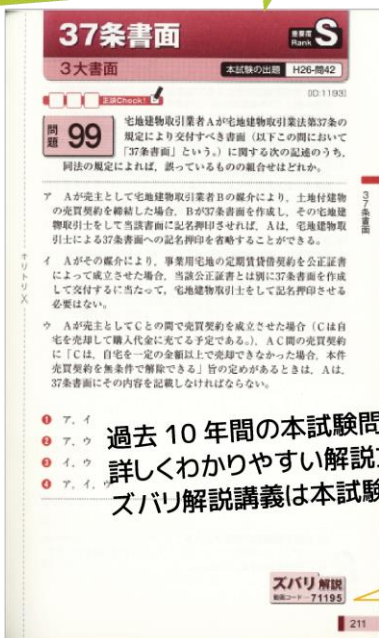 37条書面
重要度
Rank S
3大書面
本試験の出題 H26-問42
正誤Check!
[ID:1193]
問題 99
宅地建物取引業者Aが宅地建物取引業法第37条の
規定により交付すべき書面（以下この問において
「37条書面」という。）に関する次の記述のうち、
同法の規定によれば、誤っているものの組合せはどれか。
ア Aが売主として宅地建物取引業者Bの媒介により、土地付建物
の売買契約を締結した場合、Bが37条書面を作成し、その宅地建
物取引士をして当該書面に記名押印させれば、Aは、宅地建物取
引士による37条書面への記名押印を省略することができる。
イ Aがその媒介により、事業用宅地の定期賃貸借契約を公正証書
によって成立させた場合、当該公正証書とは別に37条書面を作成
して交付するに当たって、宅地建物取引士をして記名押印させる
必要はない。
ウ Aが売主としてCとの間で売買契約を成立させた場合（Cは自
宅を売却して購入代金に充てる予定である。）、AC間の売買契約
に「Cは、自宅を一定の金額以上で売却できなかった場合、本件
売買契約を無条件で解除できる」旨の定めがあるときは、Aは、
37条書面にその内容を記載しなければならない。
37条書面
キリトリ
❶ ア、イ
❷ ア、ウ
❸ イ、ウ
❹ ア、イ、ウ
過去 10 年間の本試験問
詳しくわかりやすい解説
ズバリ解説講義は本試験
ズバリ解説
動画コード 71195
211